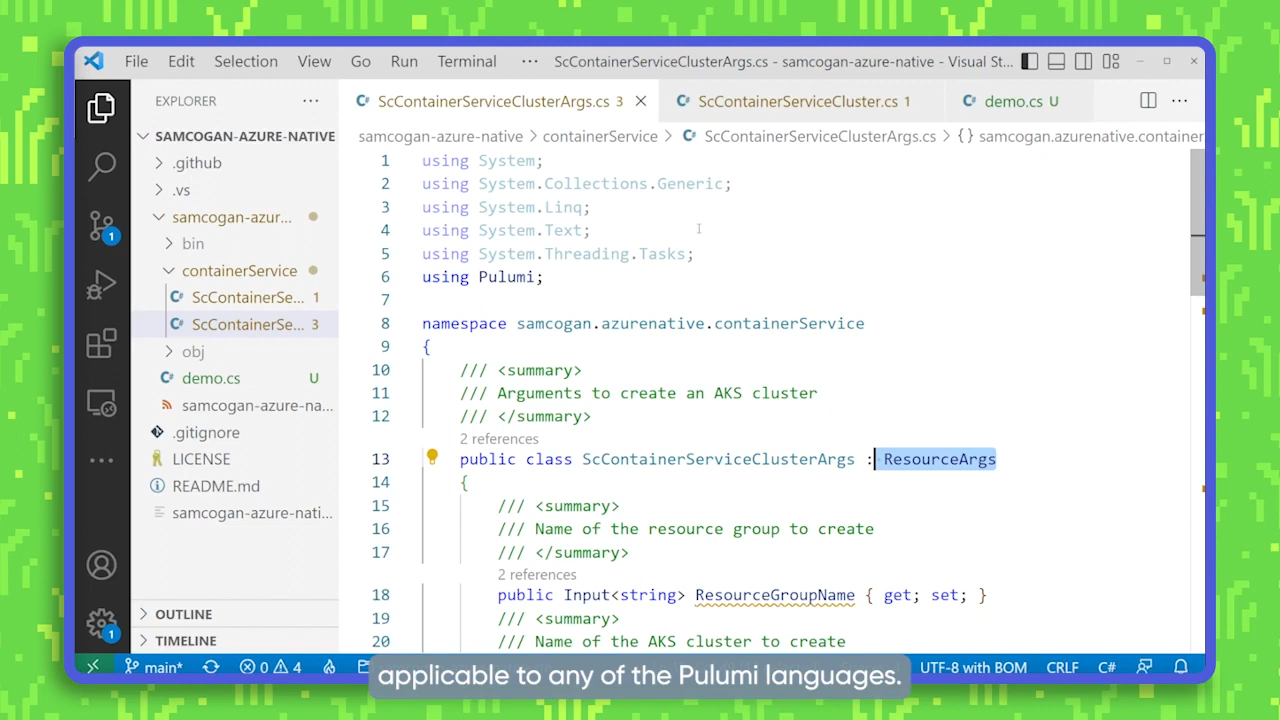 File Edit Selection View Go Run Terminal ··· ScContainerServiceClusterArgs.cs - samcogan-azure-native - Visual St...
EXPLORER ···
ScContainerServiceClusterArgs.cs 3
ScContainerServiceCluster.cs 1
demo.cs U
SAMCOGAN-AZURE-NATIVE
.github
.vs
samcogan-azur...
bin
containerService
ScContainerSe... 1
ScContainerSe... 3
obj
demo.cs U
samcogan-azure-na...
.gitignore
LICENSE
README.md
samcogan-azure-nati...
OUTLINE
TIMELINE
1
1
samcogan-azure-native > containerService > ScContainerServiceClusterArgs.cs > {} samcogan.azurenative.container
1 using System;
2 using System.Collections.Generic;
3 using System.Linq;
4 using System.Text;
5 using System.Threading.Tasks;
6 using Pulumi;
7
8 namespace samcogan.azurenative.containerService
9 {
10 /// <summary>
11 /// Arguments to create an AKS cluster
12 /// </summary>
2 references
13 public class ScContainerServiceClusterArgs : ResourceArgs
14 {
15 /// <summary>
16 /// Name of the resource group to create
17 /// </summary>
2 references
18 public Input<string> ResourceGroupName { get; set; }
19 /// <summary>
20 /// Name of the AKS cluster to create
main* 0 4 UTF-8 with BOM CRLF C#
applicable to any of the Pulumi languages.